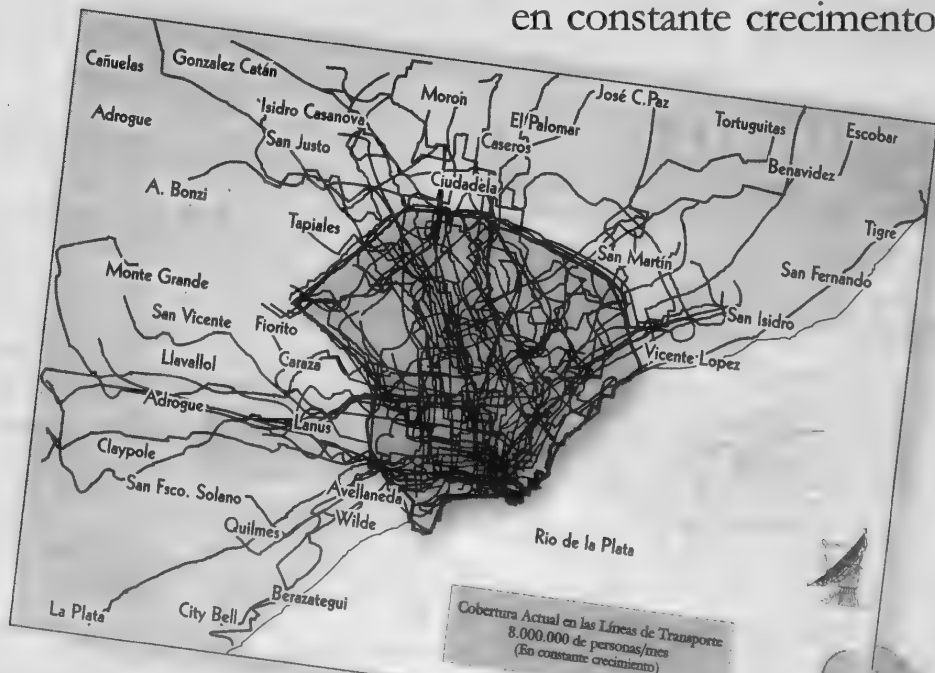 en constante crecimento
Cañuelas
Gonzalez Catán
Morón
José C. Paz
Isidro Casanova
El Palomar
Tortuguitas
Escobar
Adrogue
San Justo
Caseros
Benavidez
A. Bonzi
Ciudadela
Tapiales
Tigre
San Martín
San Fernando
Monte Grande
San Vicente
Fiorito
San Isidro
Llavallol
Caraza
Vicente Lopez
Adrogue
Lanus
Claypole
San Fsco. Solano
Avellaneda
Quilmes
Wilde
Rio de la Plata
La Plata
City Bell
Berazategui
Cobertura Actual en las Líneas de Transporte
8.000.000 de personas/mes
(En constante crecimiento)